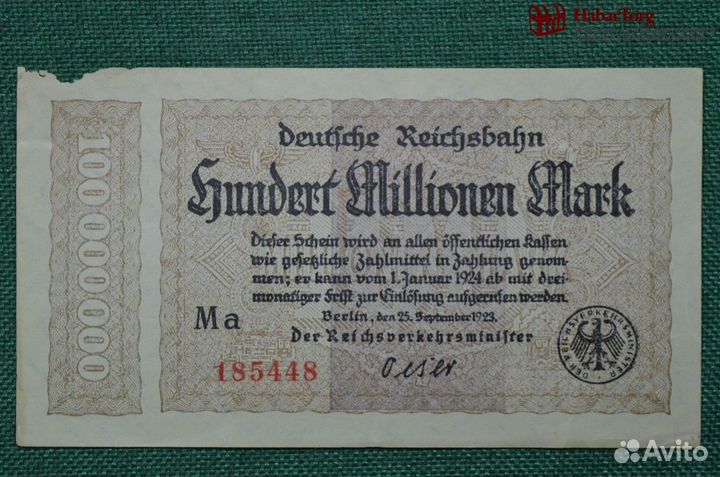 HabarTorg
Deutsche Reichsbahn
Hundert Millionen Mark
Dieser Schein wird an allen öffentlichen Kassen
wie gesetzliche Zahlmittel in Zahlung genom-
men; er kann vom 1. Januar 1924 ab mit drei-
monatiger Frist zur Einlösung aufgerufen werden.
Berlin, den 25. September 1923.
Der Reichsverkehrsminister
Ma
185448
Oeser
DER REICHSVERKEHRSMINISTER
100000000
Avito